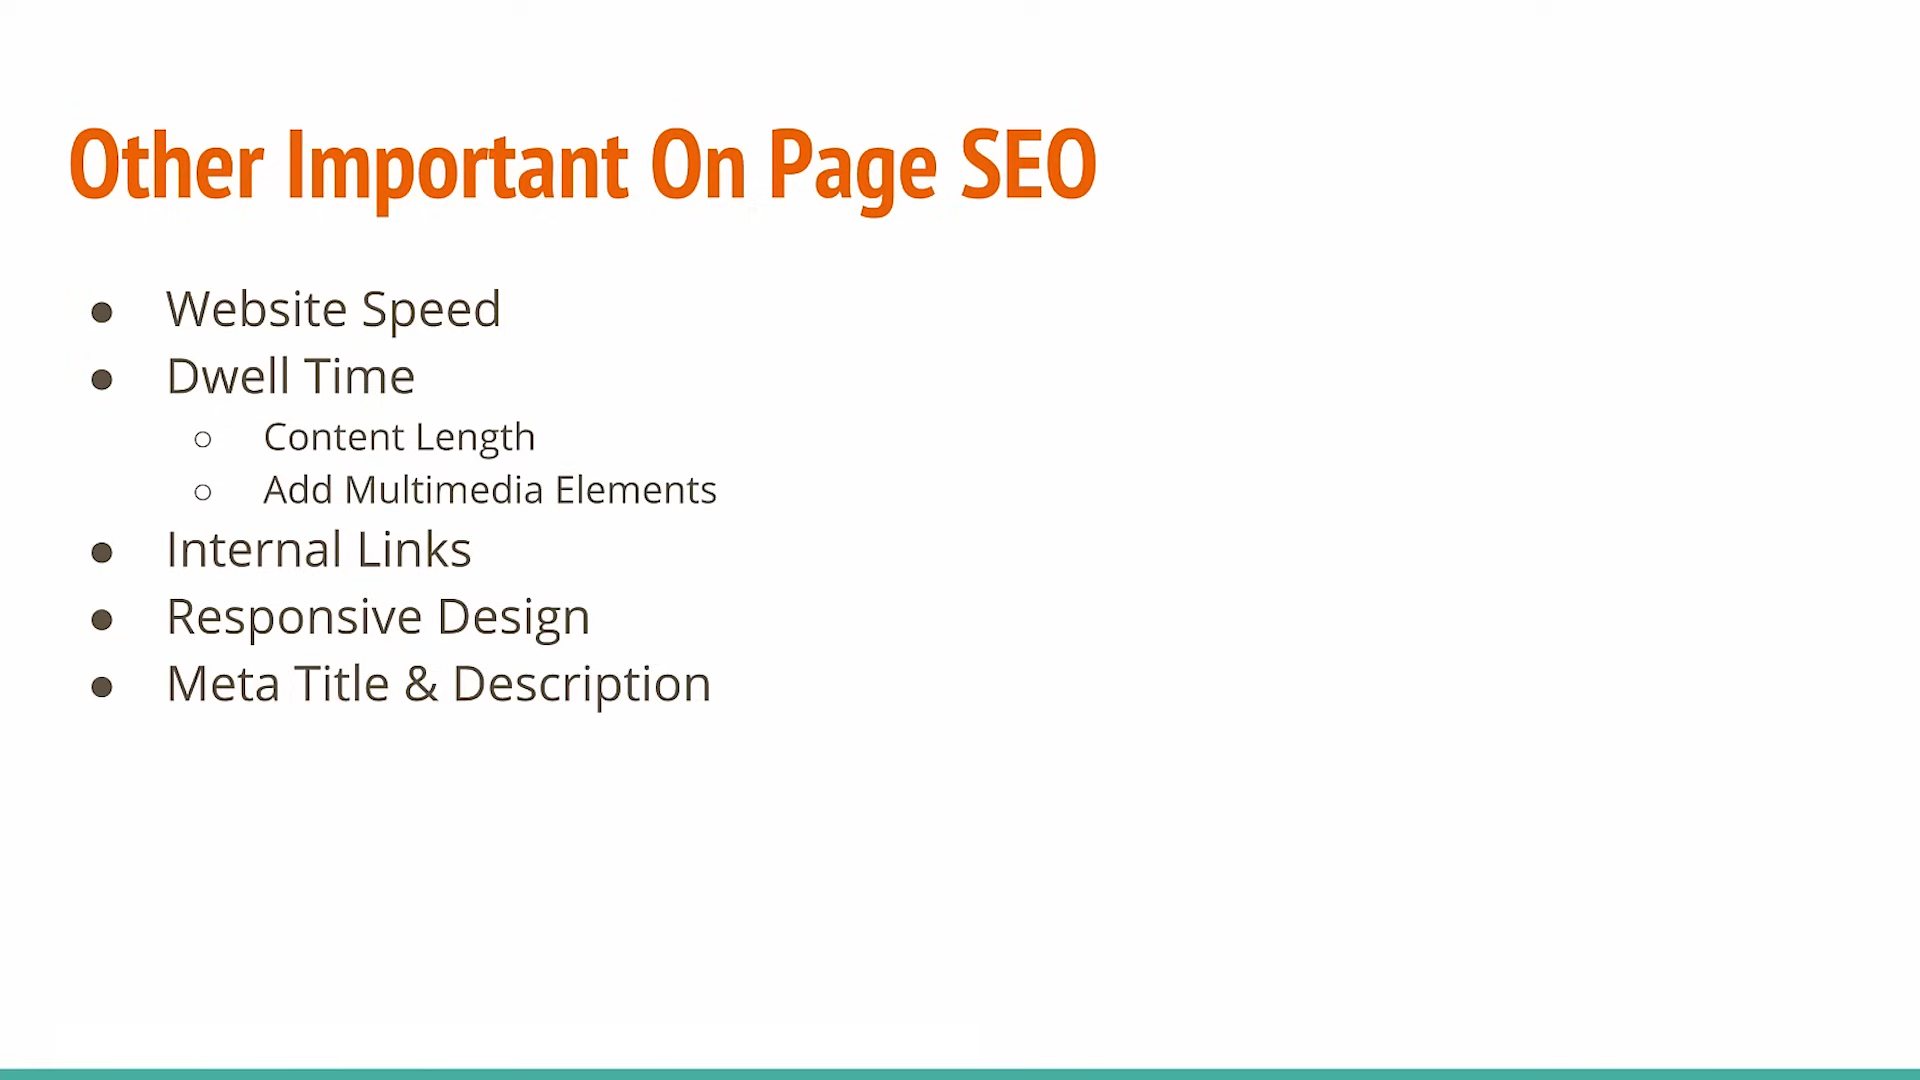 Other Important On Page SEO
● Website Speed
● Dwell Time
○ Content Length
○ Add Multimedia Elements
● Internal Links
● Responsive Design
● Meta Title & Description